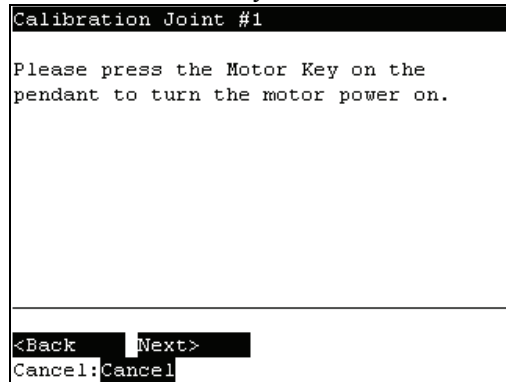 Calibration Joint #1
Please press the Motor Key on the
pendant to turn the motor power on.
<Back Next>
Cancel:Cancel